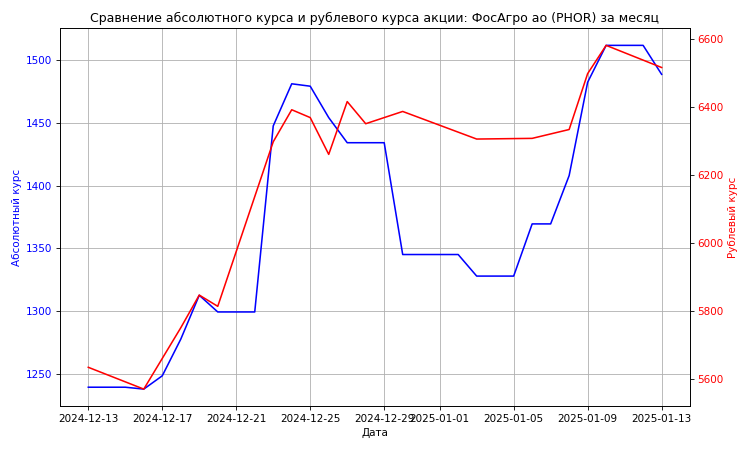 Сравнение абсолютного курса и рублевого курса акции: ФосАгро ао (PHOR) за месяц
Абсолютный курс
1500
1450
1400
1350
1300
1250
6600
6400
6200
6000
5800
5600
Рублевый курс
2024-12-13 2024-12-17 2024-12-21 2024-12-25 2024-12-29 2025-01-01 2025-01-05 2025-01-09 2025-01-13
Дата